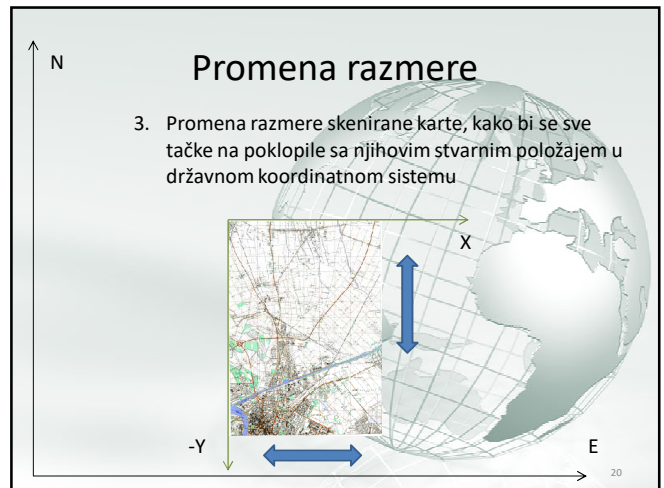 N
Promena razmere
3. Promena razmere skenirane karte, kako bi se sve
tačke na poklopile sa njihovim stvarnim položajem u
državnom koordinatnom sistemu
X
-Y
E
20